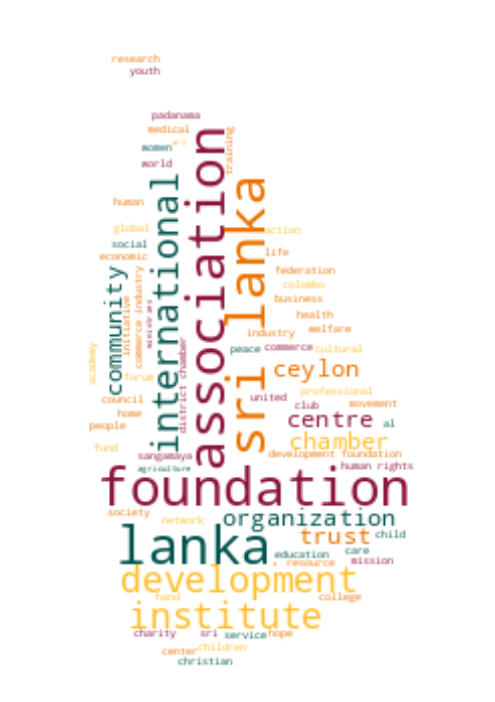 research
youth
padanama
medical
art
women
training
world
association
international
sri lanka
human
global
action
social
life
economic
community
initiative
commerce industry
ministries
federation
colombo
business
health
welfare
industry
peace
commerce
cultural
academy
district chamber
forum
ceylon
professional
council
united
club
movement
home
people
centre
al
chamber
fund
sangamaya
development foundation
agriculture
human rights
foundation
society
network
organization
lanka
trust
child
education
care
resource
mission
development
hand
college
institute
charity
sri
service
hope
center
children
christian